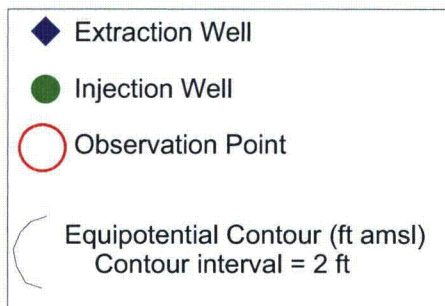 Extraction Well
Injection Well
Observation Point
Equipotential Contour (ft amsl)
Contour interval = 2 ft